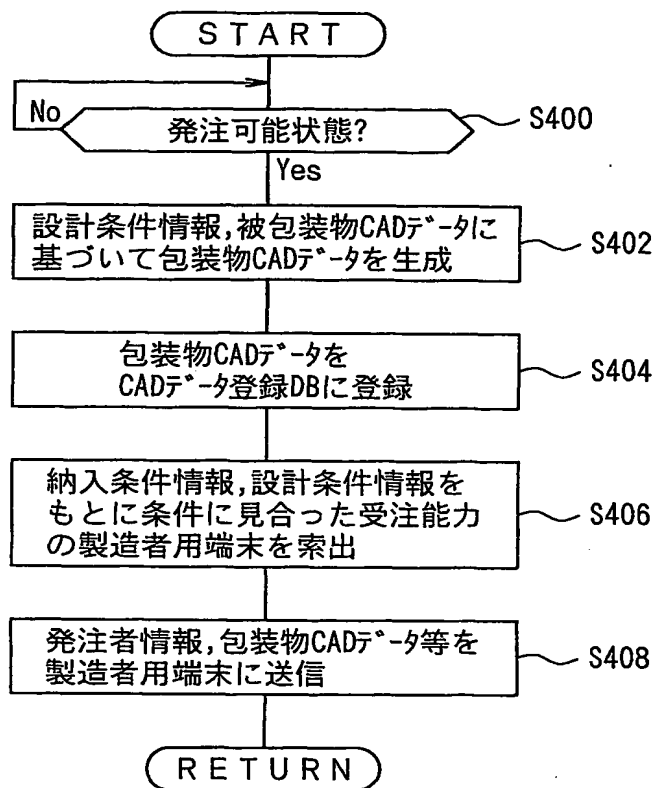 START
No
発注可能状態?
S400
Yes
設計条件情報,被包装物CADデータに
基づいて包装物CADデータを生成
S402
包装物CADデータを
CADデータ登録DBに登録
S404
納入条件情報,設計条件情報を
もとに条件に見合った受注能力
の製造者用端末を索出
S406
発注者情報,包装物CADデータ等を
製造者用端末に送信
S408
RETURN